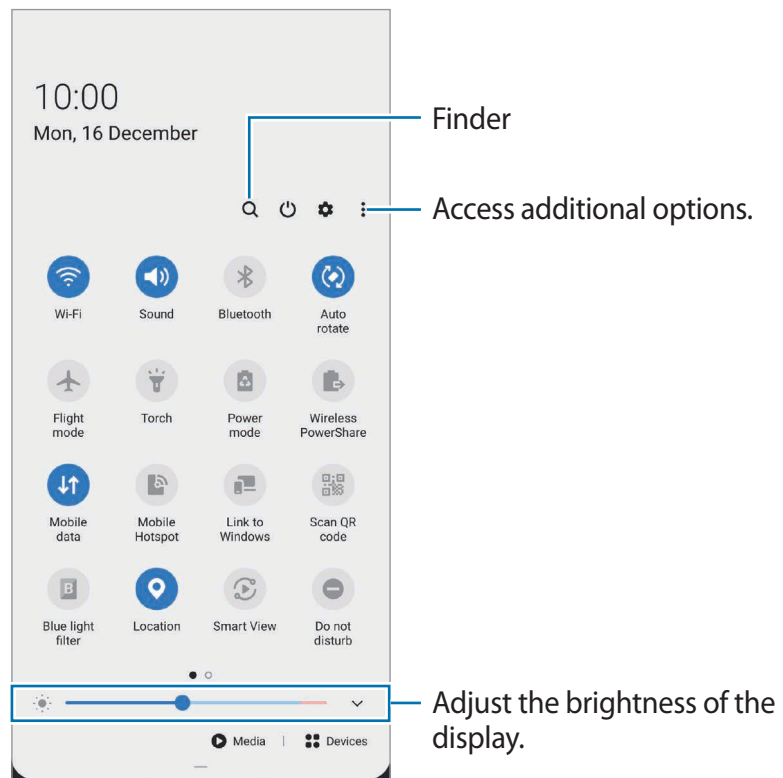 10:00
Mon, 16 December
Finder
Access additional options.
Wi-Fi
Sound
Bluetooth
Auto
rotate
Flight
mode
Torch
Power
mode
Wireless
PowerShare
Mobile
data
Mobile
Hotspot
Link to
Windows
Scan QR
code
B
Blue light
filter
Location
Smart View
Do not
disturb
Adjust the brightness of the
display.
Media | Devices